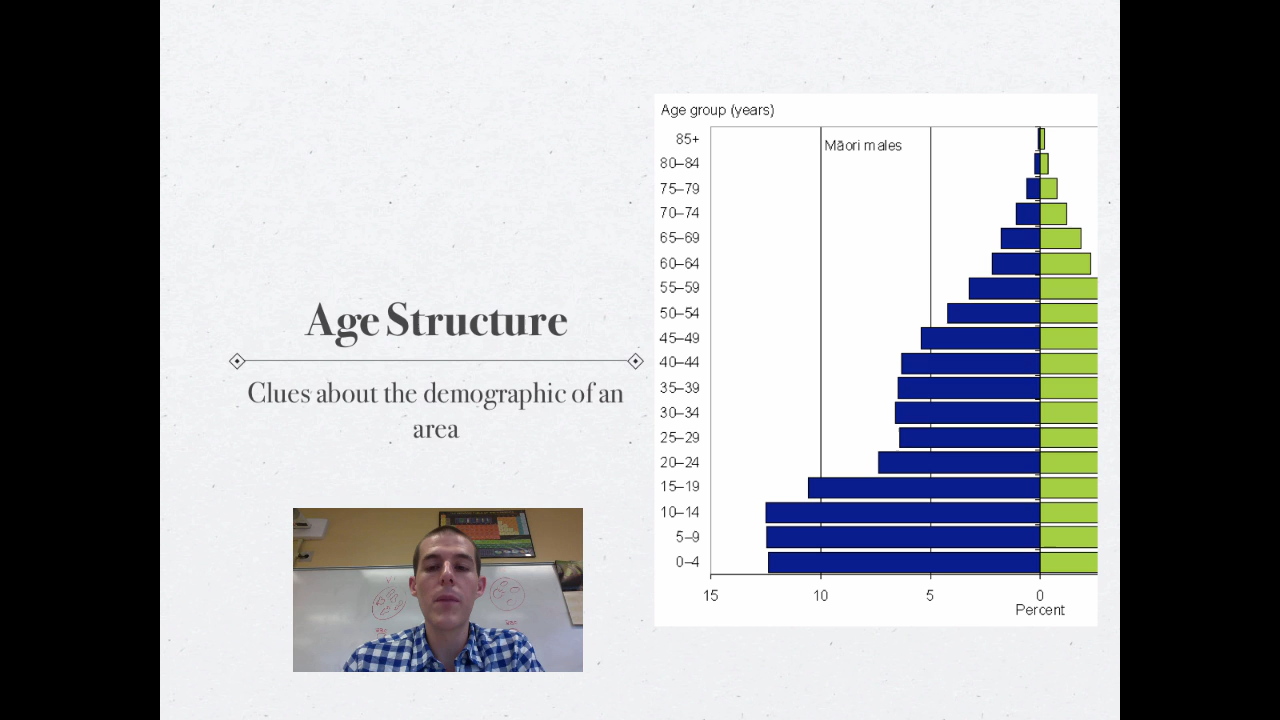 Age Structure
Clues about the demographic of an
area
Age group (years)
Māori males
85+
80–84
75–79
70–74
65–69
60–64
55–59
50–54
45–49
40–44
35–39
30–34
25–29
20–24
15–19
10–14
5–9
0–4
15 10 5 0
Percent